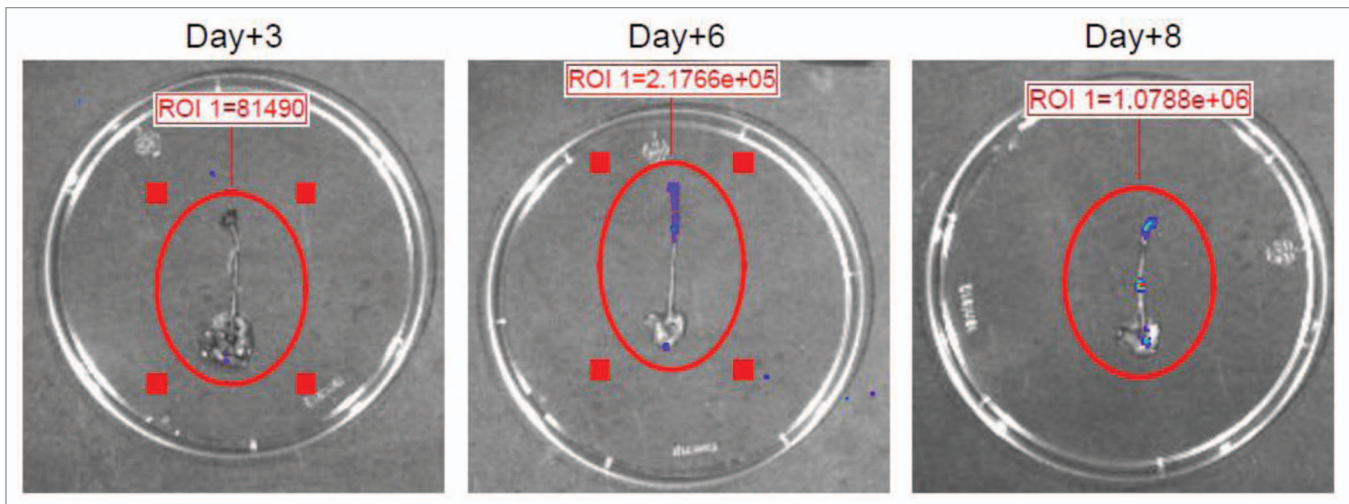 Day+3
Day+6
Day+8
ROI 1=81490
ROI 1=2.1766e+05
ROI 1=1.0788e+06